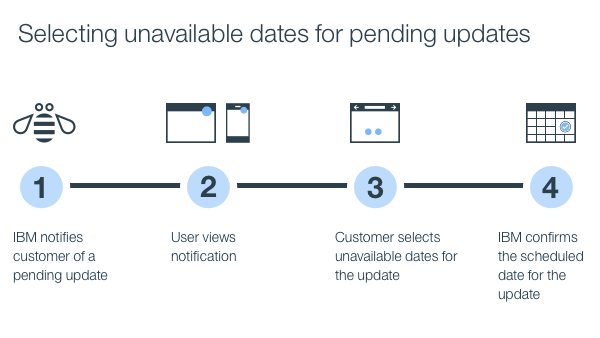 Selecting unavailable dates for pending updates
1
2
3
4
IBM notifies
customer of a
pending update
User views
notification
Customer selects
unavailable dates for
the update
IBM confirms
the scheduled
date for the
update